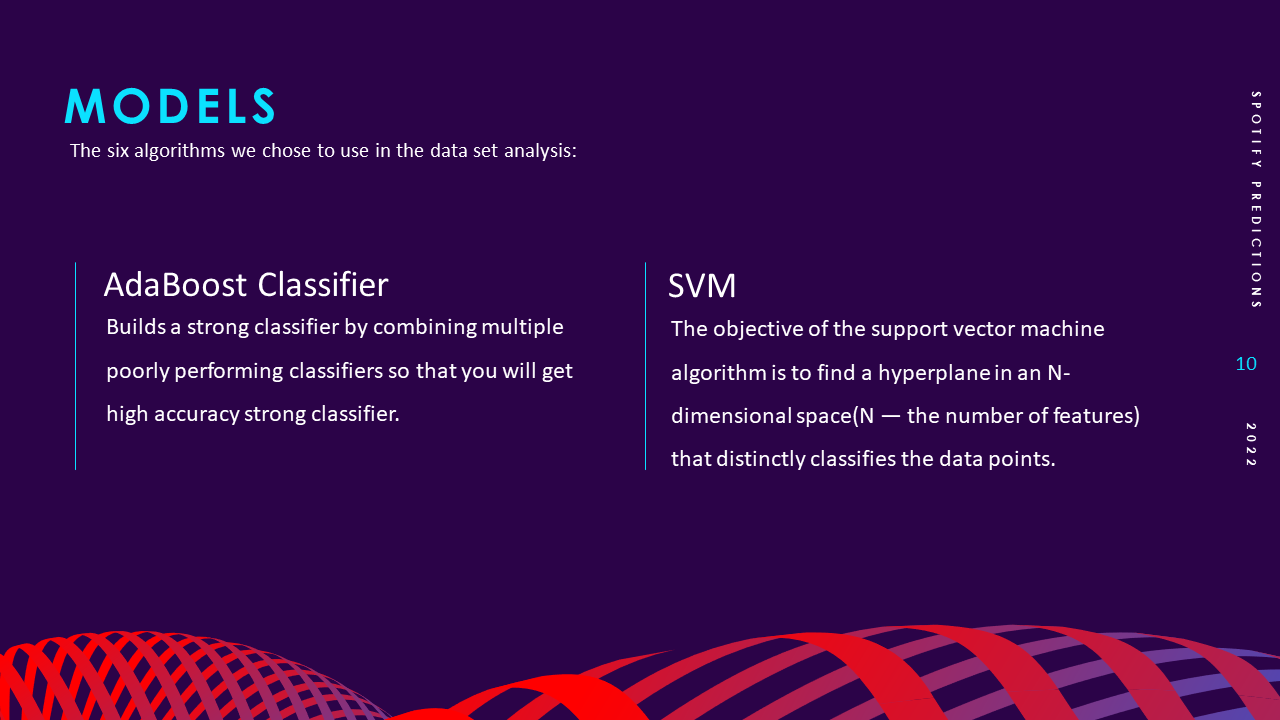 MODELS
The six algorithms we chose to use in the data set analysis:
AdaBoost Classifier
Builds a strong classifier by combining multiple
poorly performing classifiers so that you will get
high accuracy strong classifier.
SVM
The objective of the support vector machine
algorithm is to find a hyperplane in an N-
dimensional space(N — the number of features)
that distinctly classifies the data points.
SPOTIFY PREDICTIONS
10
2022